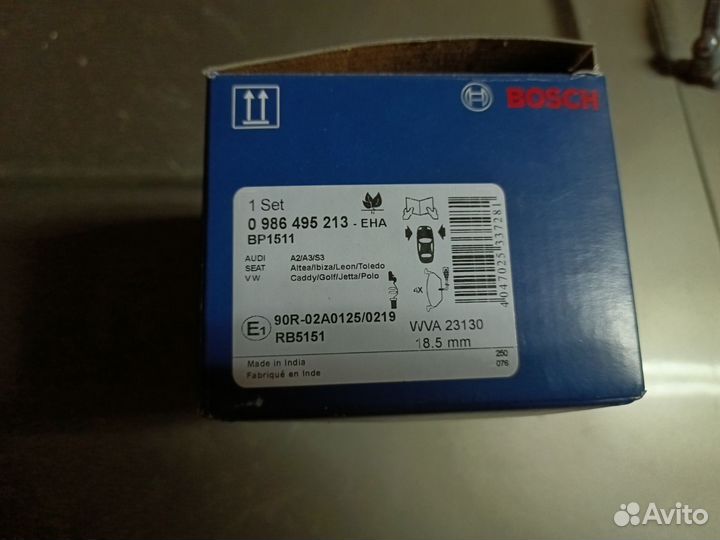 BOSCH
1 Set
0 986 495 213 - EHA
BP1511
AUDI A2/A3/S3
SEAT Altea/Ibiza/Leon/Toledo
VW Caddy/Golf/Jetta/Polo
4X
4047025337281
E1 90R-02A0125/0219
RB5151
WVA 23130
18.5 mm
Made in India
Fabriqué en Inde
250
076
Avito